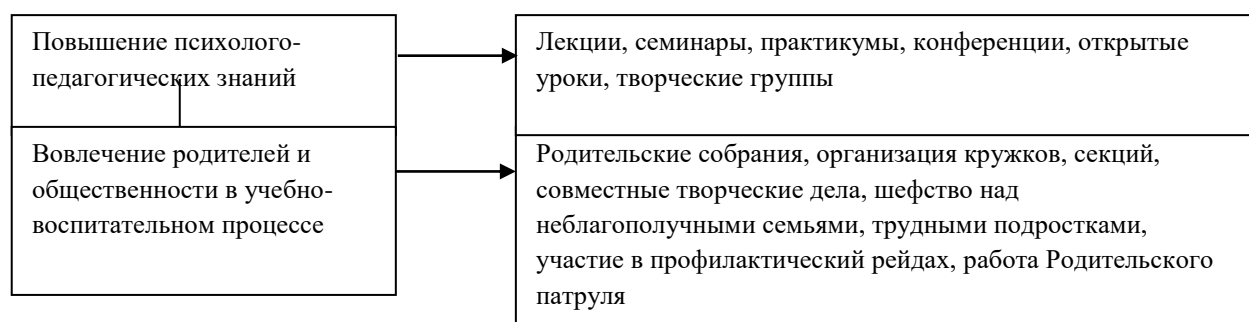 Повышение психолого-
педагогических знаний
Лекции, семинары, практикумы, конференции, открытые
уроки, творческие группы
Вовлечение родителей и
общественности в учебно-
воспитательном процессе
Родительские собрания, организация кружков, секций,
совместные творческие дела, шефство над
неблагополучными семьями, трудными подростками,
участие в профилактический рейдах, работа Родительского
патруля